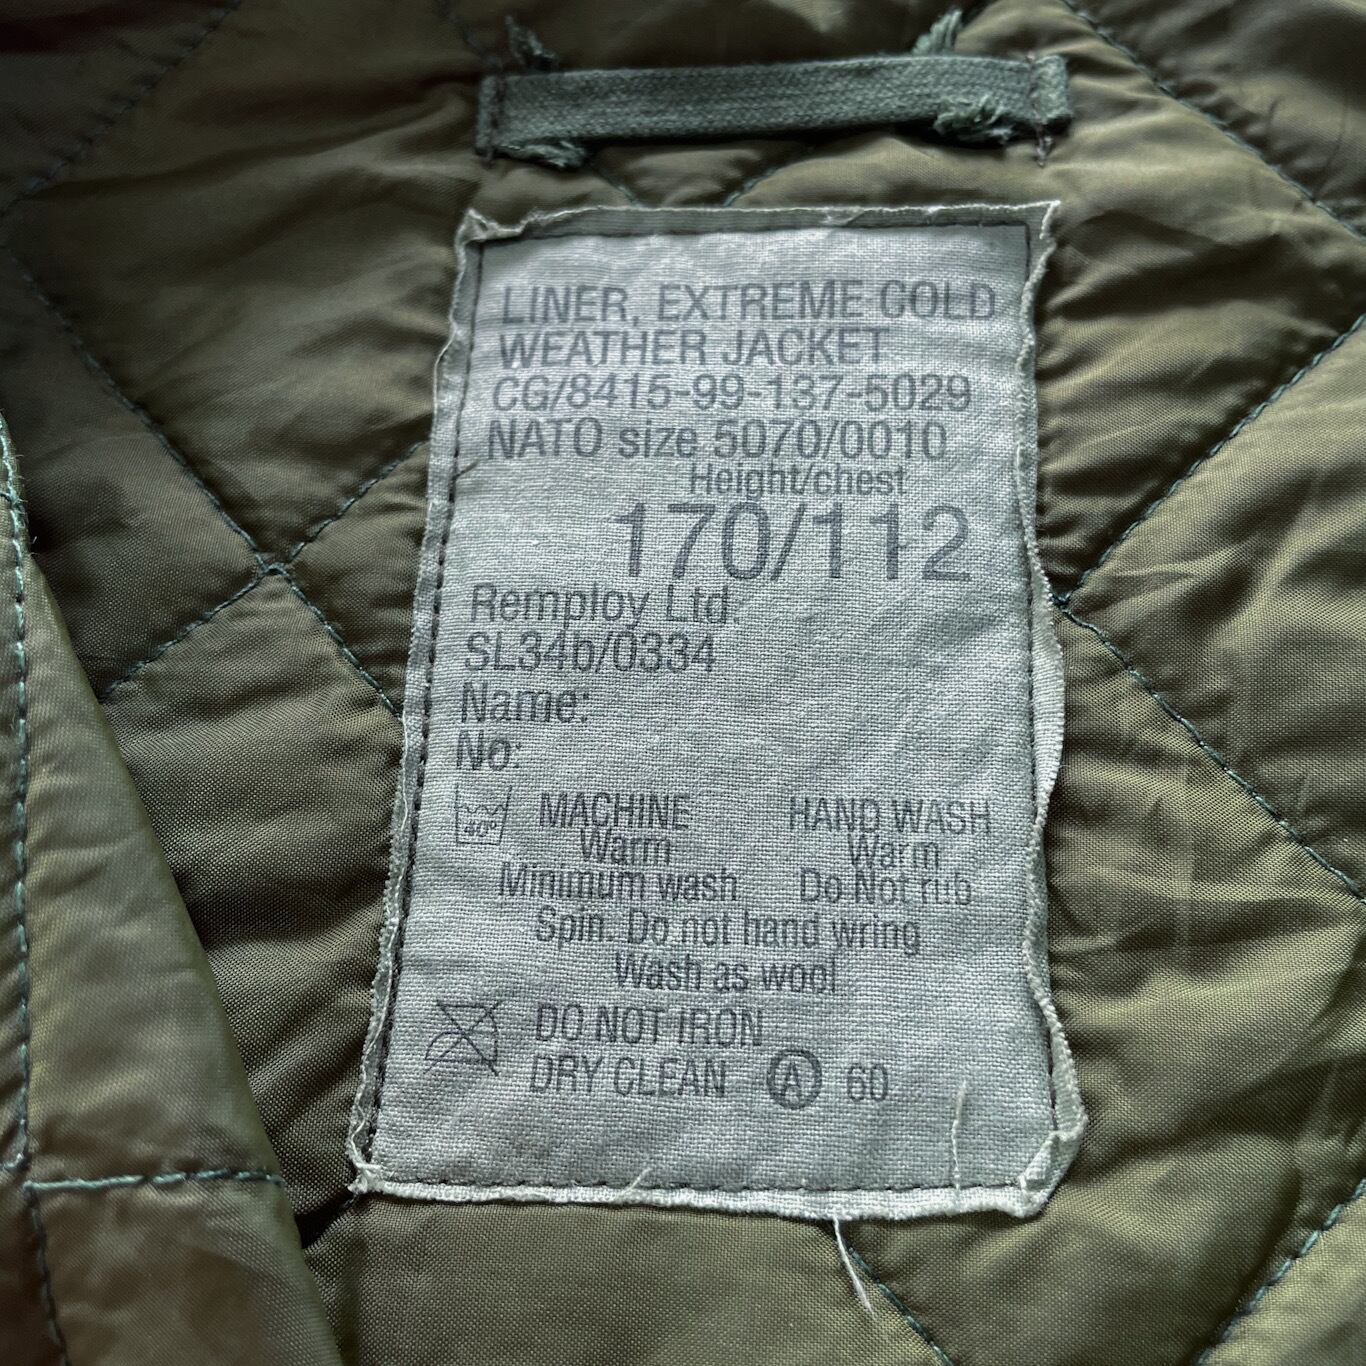 LINER, EXTREME COLD
WEATHER JACKET
CG/8415-99-137-5029
NATO size 5070/0010
Height/chest
170/112
Remploy Ltd.
SL34b/0334
Name:
No:
40° MACHINE HAND WASH
Warm Warm
Minimum wash Do Not rub
Spin. Do not hand wring
Wash as wool
DO NOT IRON
DRY CLEAN A 60